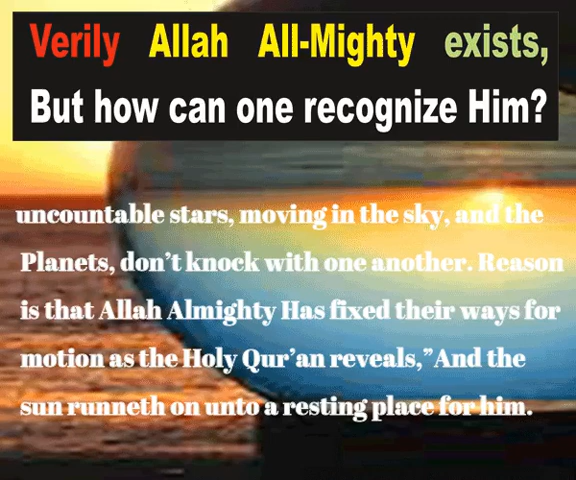 Verily Allah All-Mighty exists,
But how can one recognize Him?
uncountable stars, moving in the sky, and the
Planets, don't knock with one another. Reason
is that Allah Almighty Has fixed their ways for
motion as the Holy Qur'an reveals,"And the
sun runneth on unto a resting place for him.